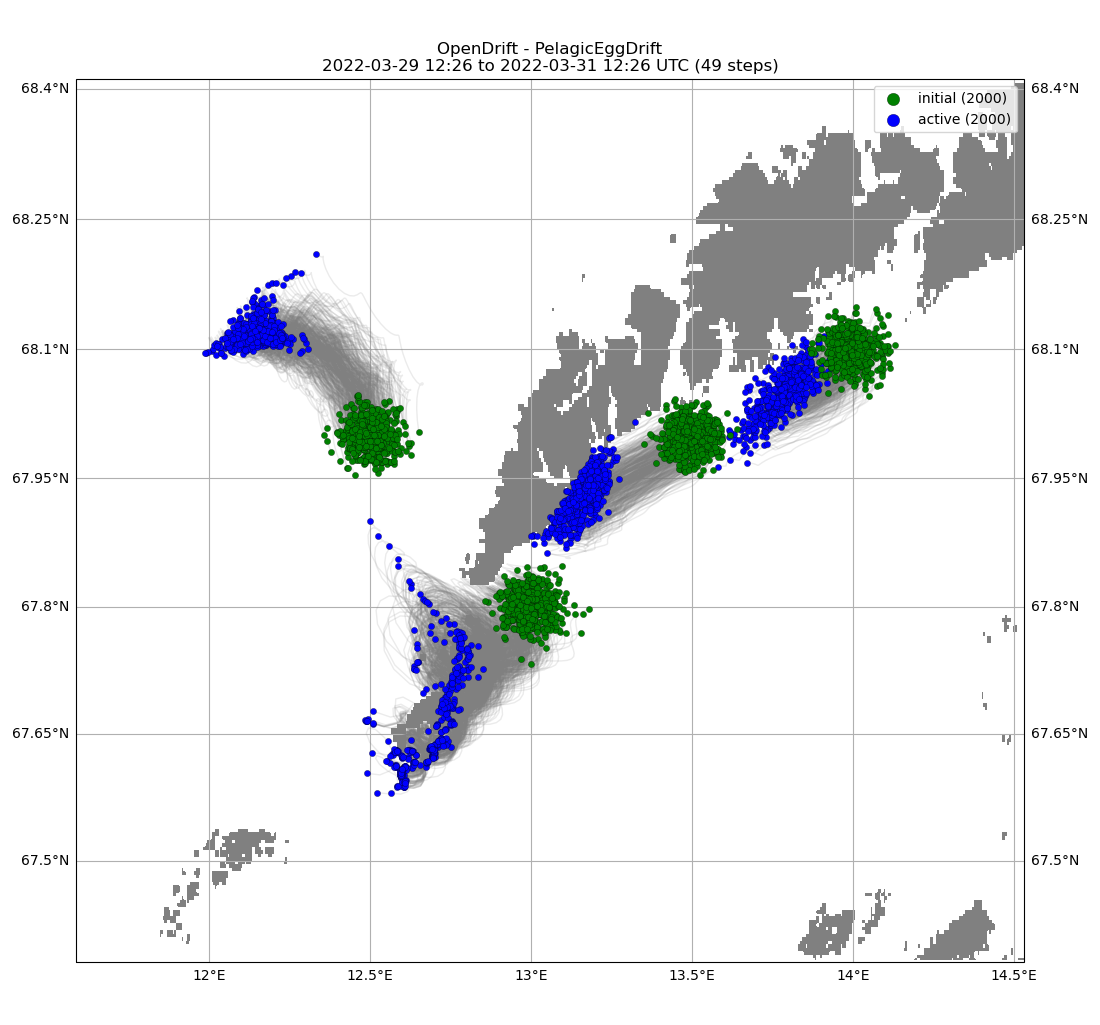 OpenDrift - PelagicEggDrift
2022-03-29 12:26 to 2022-03-31 12:26 UTC (49 steps)
initial (2000)
active (2000)
68.4°N
68.4°N
68.25°N
68.25°N
68.1°N
68.1°N
67.95°N
67.95°N
67.8°N
67.8°N
67.65°N
67.65°N
67.5°N
67.5°N
12°E
12.5°E
13°E
13.5°E
14°E
14.5°E